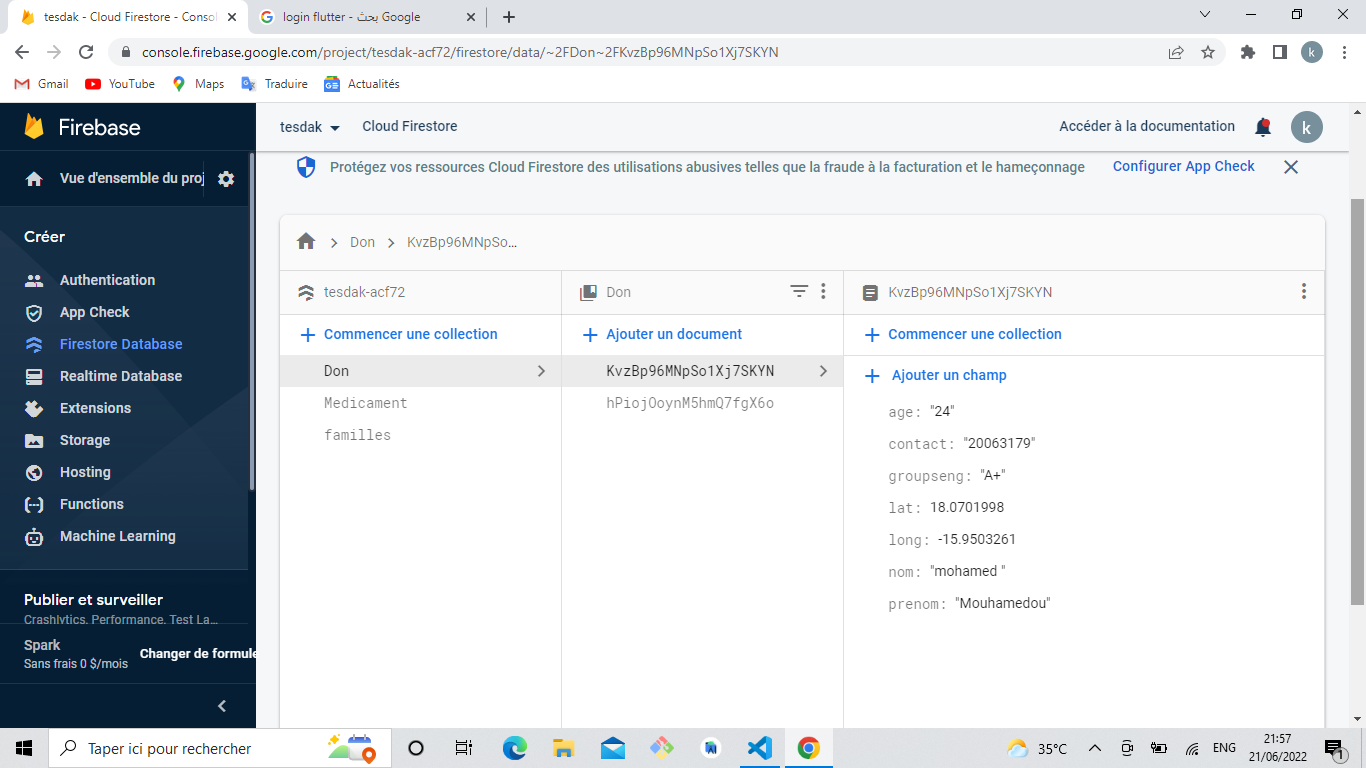 tesdak - Cloud Firestore - Consol
login flutter - بحث Google
console.firebase.google.com/project/tesdak-acf72/firestore/data/~2FDon~2FKvzBp96MNpSo1Xj7SKYN
k
Gmail
YouTube
Maps
Traduire
Actualités
Firebase
tesdak
Cloud Firestore
Accéder à la documentation
k
Vue d'ensemble du proj
Protégez vos ressources Cloud Firestore des utilisations abusives telles que la fraude à la facturation et le hameçonnage
Configurer App Check
Créer
Authentication
App Check
Firestore Database
Realtime Database
Extensions
Storage
Hosting
Functions
Machine Learning
Publier et surveiller
Crashlytics, Performance, Test La...
Spark
Sans frais 0 $/mois
Changer de formule
Don
KvzBp96MNpSo...
tesdak-acf72
Commencer une collection
Don
Medicament
familles
Don
Ajouter un document
KvzBp96MNpSo1Xj7SKYN
hPiojOoynM5hmQ7fgX6o
KvzBp96MNpSo1Xj7SKYN
Commencer une collection
Ajouter un champ
age: "24"
contact: "20063179"
groupseng: "A+"
lat: 18.0701998
long: -15.9503261
nom: "mohamed "
prenom: "Mouhamedou"
Taper ici pour rechercher
35°C
ENG
21:57
21/06/2022
1